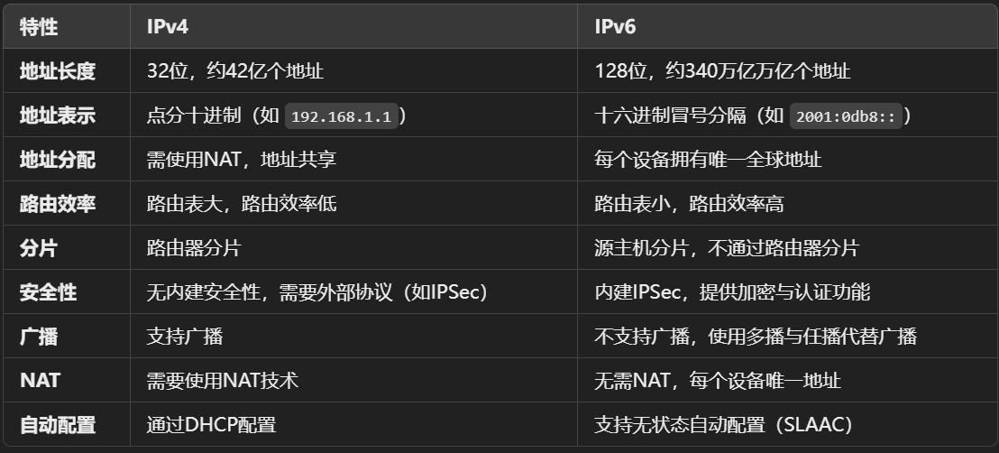 特性 IPv4 IPv6
地址长度 32位，约42亿个地址 128位，约340万亿万亿个地址
地址表示 点分十进制（如 192.168.1.1） 十六进制冒号分隔（如 2001:0db8::）
地址分配 需使用NAT，地址共享 每个设备拥有唯一全球地址
路由效率 路由表大，路由效率低 路由表小，路由效率高
分片 路由器分片 源主机分片，不通过路由器分片
安全性 无内建安全性，需要外部协议（如IPSec） 内建IPSec，提供加密与认证功能
广播 支持广播 不支持广播，使用多播与任播代替广播
NAT 需要使用NAT技术 无需NAT，每个设备唯一地址
自动配置 通过DHCP配置 支持无状态自动配置（SLAAC）